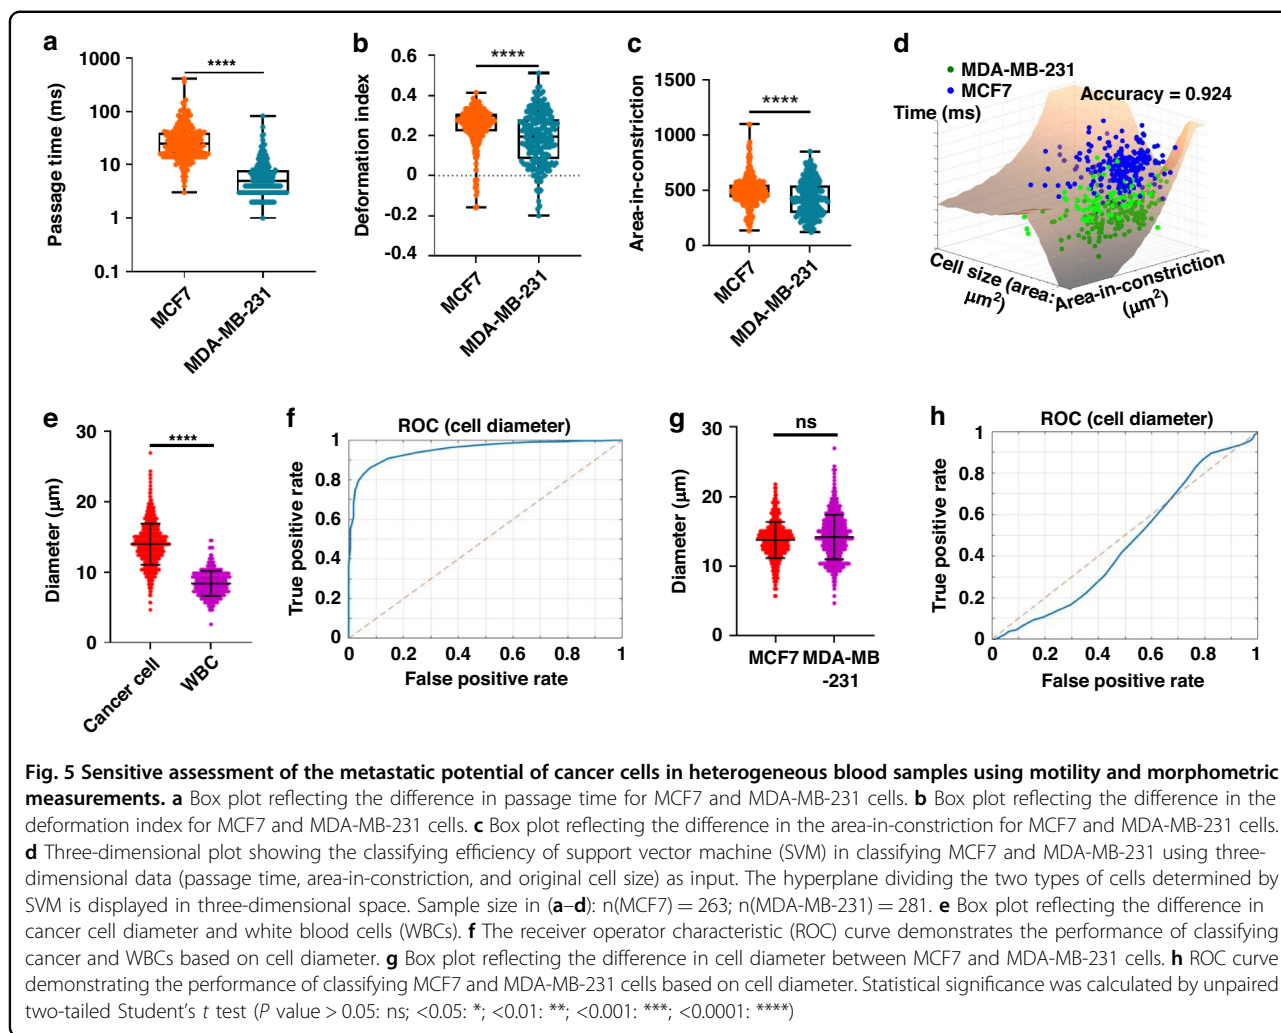 a
1000
100
10
1
0.1
Passage time (ms)
****
MCF7
MDA-MB-231
b
0.6
0.4
0.2
0
-0.2
-0.4
Deformation index
****
MCF7
MDA-MB-231
c
1500
1000
500
0
Area-in-constriction
****
MCF7
MDA-MB-231
d
MDA-MB-231
MCF7
Time (ms)
Accuracy = 0.924
Cell size (area:
μm²)
Area-in-constriction
(μm²)
e
30
20
10
0
Diameter (μm)
****
Cancer cell
WBC
f
ROC (cell diameter)
1
0.8
0.6
0.4
0.2
0
True positive rate
0 0.2 0.4 0.6 0.8 1
False positive rate
g
30
20
10
0
Diameter (μm)
ns
MCF7 MDA-MB
-231
h
ROC (cell diameter)
1
0.8
0.6
0.4
0.2
0
True positive rate
0 0.2 0.4 0.6 0.8 1
False positive rate
Fig. 5 Sensitive assessment of the metastatic potential of cancer cells in heterogeneous blood samples using motility and morphometric
measurements. a Box plot reflecting the difference in passage time for MCF7 and MDA-MB-231 cells. b Box plot reflecting the difference in the
deformation index for MCF7 and MDA-MB-231 cells. c Box plot reflecting the difference in the area-in-constriction for MCF7 and MDA-MB-231 cells.
d Three-dimensional plot showing the classifying efficiency of support vector machine (SVM) in classifying MCF7 and MDA-MB-231 using three-
dimensional data (passage time, area-in-constriction, and original cell size) as input. The hyperplane dividing the two types of cells determined by
SVM is displayed in three-dimensional space. Sample size in (a–d): n(MCF7) = 263; n(MDA-MB-231) = 281. e Box plot reflecting the difference in
cancer cell diameter and white blood cells (WBCs). f The receiver operator characteristic (ROC) curve demonstrates the performance of classifying
cancer and WBCs based on cell diameter. g Box plot reflecting the difference in cell diameter between MCF7 and MDA-MB-231 cells. h ROC curve
demonstrating the performance of classifying MCF7 and MDA-MB-231 cells based on cell diameter. Statistical significance was calculated by unpaired
two-tailed Student's t test (P value > 0.05: ns; <0.05: *; <0.01: **; <0.001: ***; <0.0001: ****)